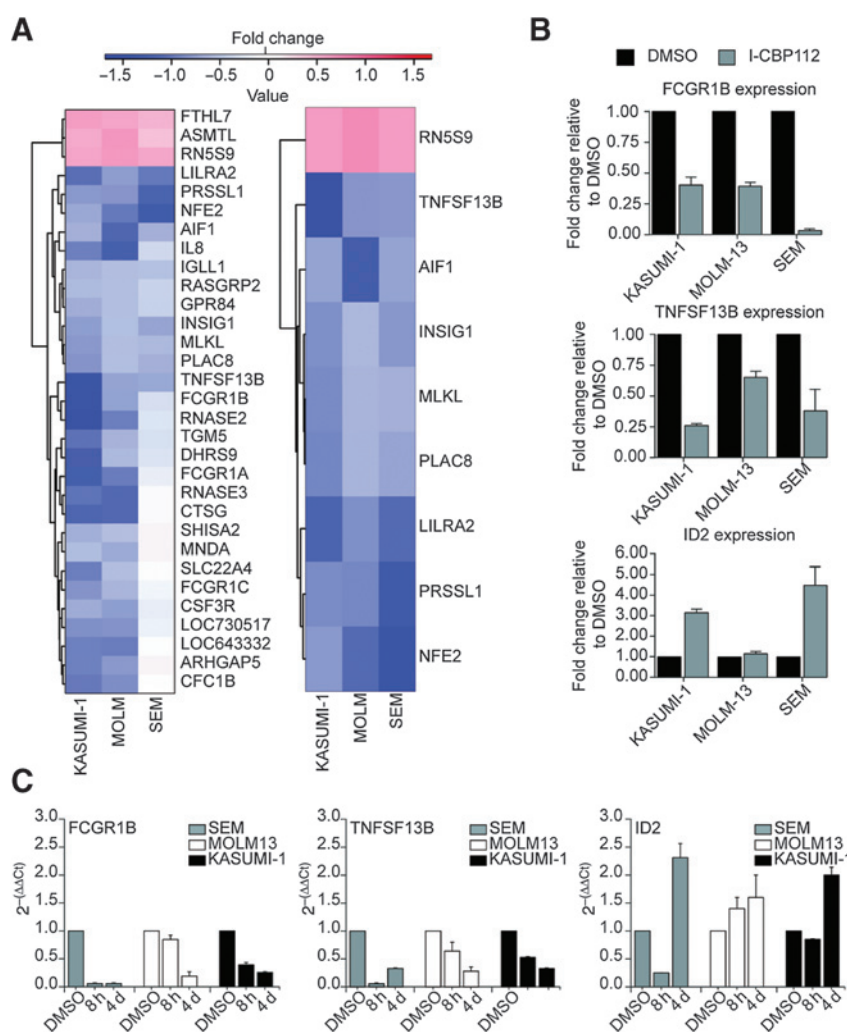 A
Fold change
−1.5 −1.0 −0.5 0 0.5 1.0 1.5
Value
FTHL7
ASMTL
RN5S9
LILRA2
PRSSL1
NFE2
AIF1
IL8
IGLL1
RASGRP2
GPR84
INSIG1
MLKL
PLAC8
TNFSF13B
FCGR1B
RNASE2
TGM5
DHRS9
FCGR1A
RNASE3
CTSG
SHISA2
MNDA
SLC22A4
FCGR1C
CSF3R
LOC730517
LOC643332
ARHGAP5
CFC1B
KASUMI-1
MOLM
SEM
RN5S9
TNFSF13B
AIF1
INSIG1
MLKL
PLAC8
LILRA2
PRSSL1
NFE2
KASUMI-1
MOLM
SEM
B
DMSO I-CBP112
FCGR1B expression
Fold change relative
to DMSO
1.00
0.75
0.50
0.25
0.00
KASUMI-1
MOLM-13
SEM
TNFSF13B expression
Fold change relative
to DMSO
1.00
0.75
0.50
0.25
0.00
KASUMI-1
MOLM-13
SEM
ID2 expression
Fold change relative
to DMSO
6.00
5.00
4.00
3.00
2.00
1.00
0.00
KASUMI-1
MOLM-13
SEM
C
FCGR1B
SEM
MOLM13
KASUMI-1
2−(ΔΔCt)
3.0
2.5
2.0
1.5
1.0
0.5
0.0
DMSO 8 h 4 d DMSO 8 h 4 d DMSO 8 h 4 d
TNFSF13B
SEM
MOLM13
KASUMI-1
2−(ΔΔCt)
3.0
2.5
2.0
1.5
1.0
0.5
0.0
DMSO 8 h 4 d DMSO 8 h 4 d DMSO 8 h 4 d
ID2
SEM
MOLM13
KASUMI-1
2−(ΔΔCt)
3.0
2.5
2.0
1.5
1.0
0.5
0.0
DMSO 8 h 4 d DMSO 8 h 4 d DMSO 8 h 4 d